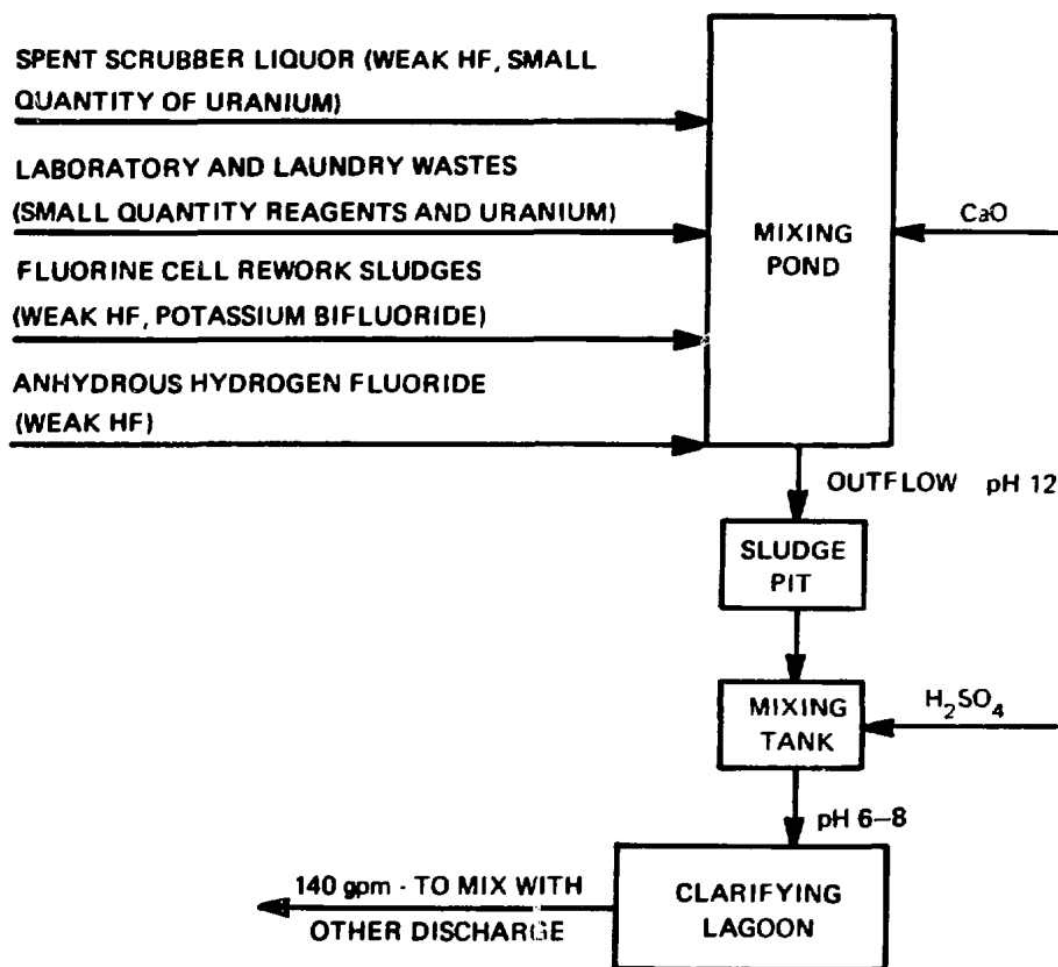 SPENT SCRUBBER LIQUOR (WEAK HF, SMALL
QUANTITY OF URANIUM)
LABORATORY AND LAUNDRY WASTES
(SMALL QUANTITY REAGENTS AND URANIUM)
FLUORINE CELL REWORK SLUDGES
(WEAK HF, POTASSIUM BIFLUORIDE)
ANHYDROUS HYDROGEN FLUORIDE
(WEAK HF)
MIXING
POND
CaO
OUTFLOW pH 12
SLUDGE
PIT
MIXING
TANK
H₂SO₄
pH 6–8
CLARIFYING
LAGOON
140 gpm - TO MIX WITH
OTHER DISCHARGE